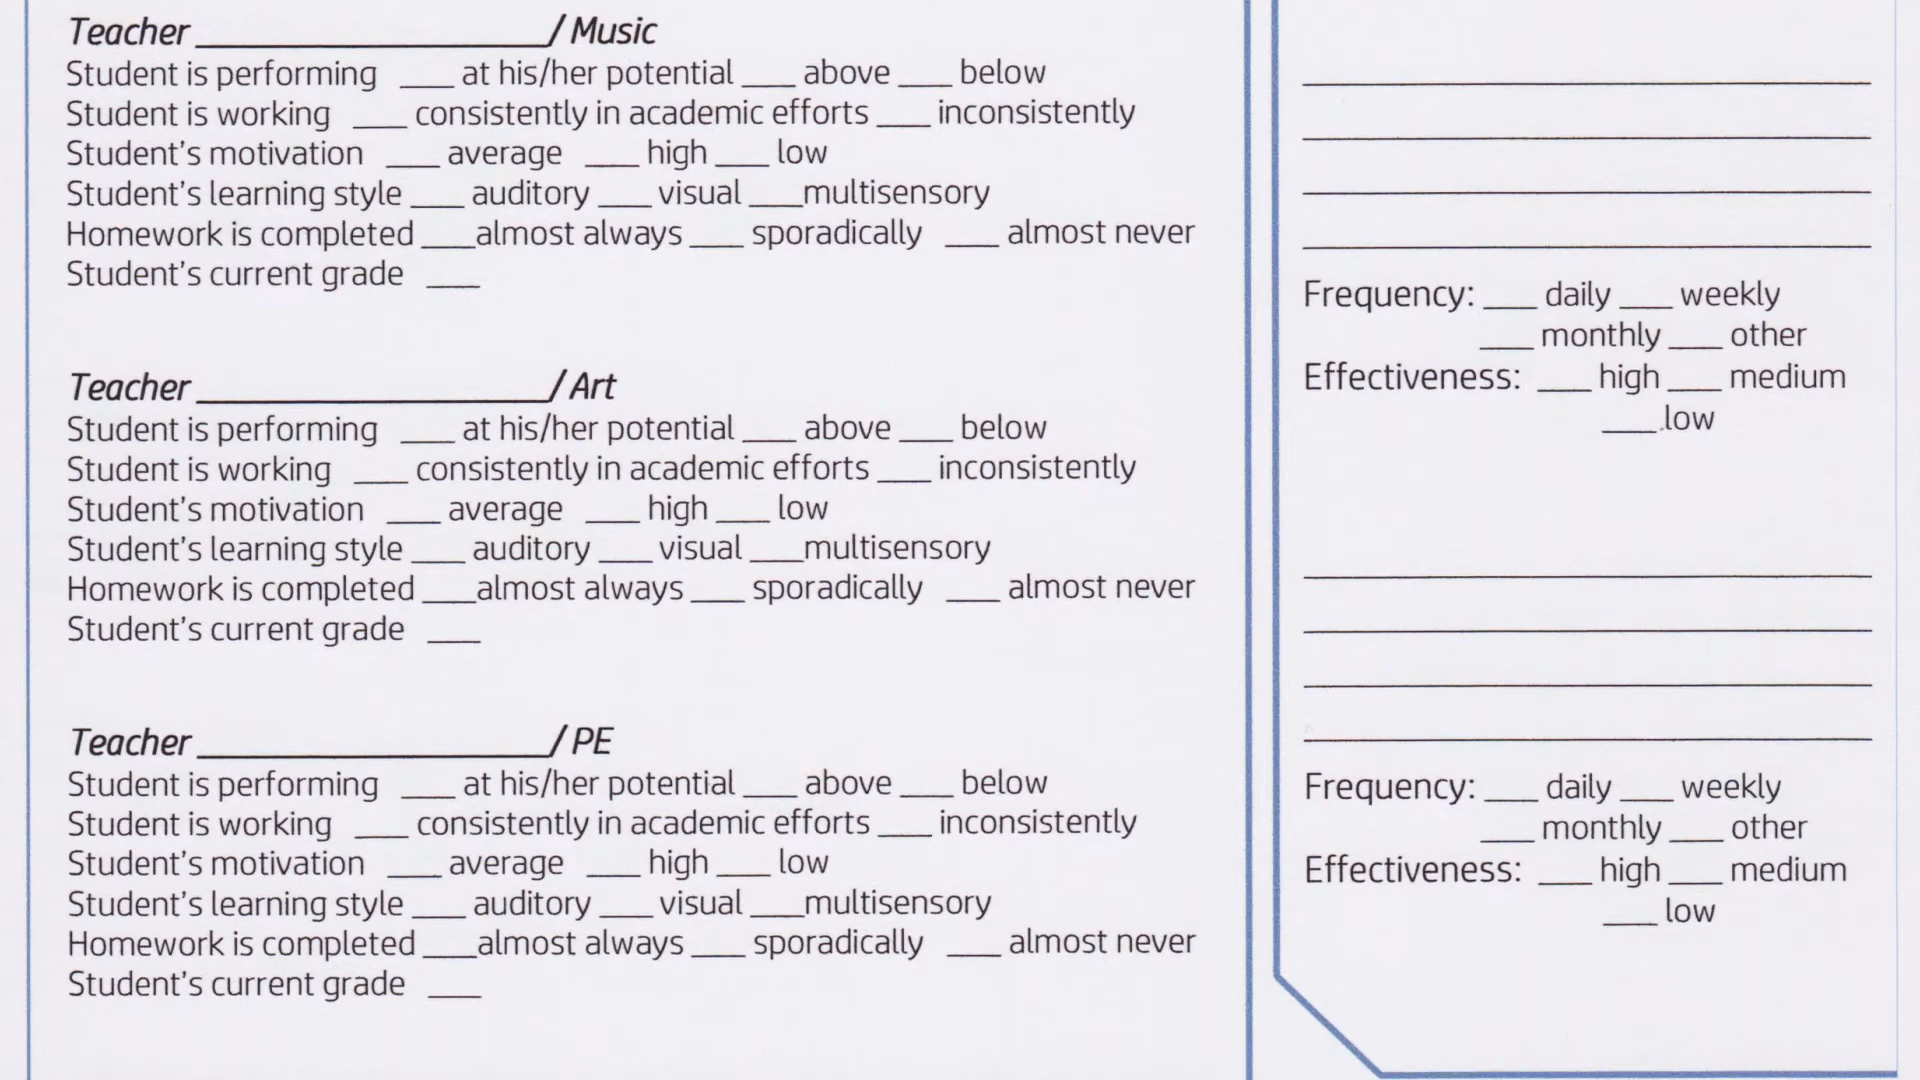 Teacher ____________________/ Music
Student is performing ___ at his/her potential ___ above ___ below
Student is working ___ consistently in academic efforts ___ inconsistently
Student's motivation ___ average ___ high ___ low
Student's learning style ___ auditory ___ visual ___multisensory
Homework is completed ___almost always ___ sporadically ___ almost never
Student's current grade ___
Teacher ____________________/ Art
Student is performing ___ at his/her potential ___ above ___ below
Student is working ___ consistently in academic efforts ___ inconsistently
Student's motivation ___ average ___ high ___ low
Student's learning style ___ auditory ___ visual ___multisensory
Homework is completed ___almost always ___ sporadically ___ almost never
Student's current grade ___
Teacher ____________________/ PE
Student is performing ___ at his/her potential ___ above ___ below
Student is working ___ consistently in academic efforts ___ inconsistently
Student's motivation ___ average ___ high ___ low
Student's learning style ___ auditory ___ visual ___multisensory
Homework is completed ___almost always ___ sporadically ___ almost never
Student's current grade ___
Frequency: ___ daily ___ weekly
___ monthly ___ other
Effectiveness: ___ high ___ medium
___ low
Frequency: ___ daily ___ weekly
___ monthly ___ other
Effectiveness: ___ high ___ medium
___ low